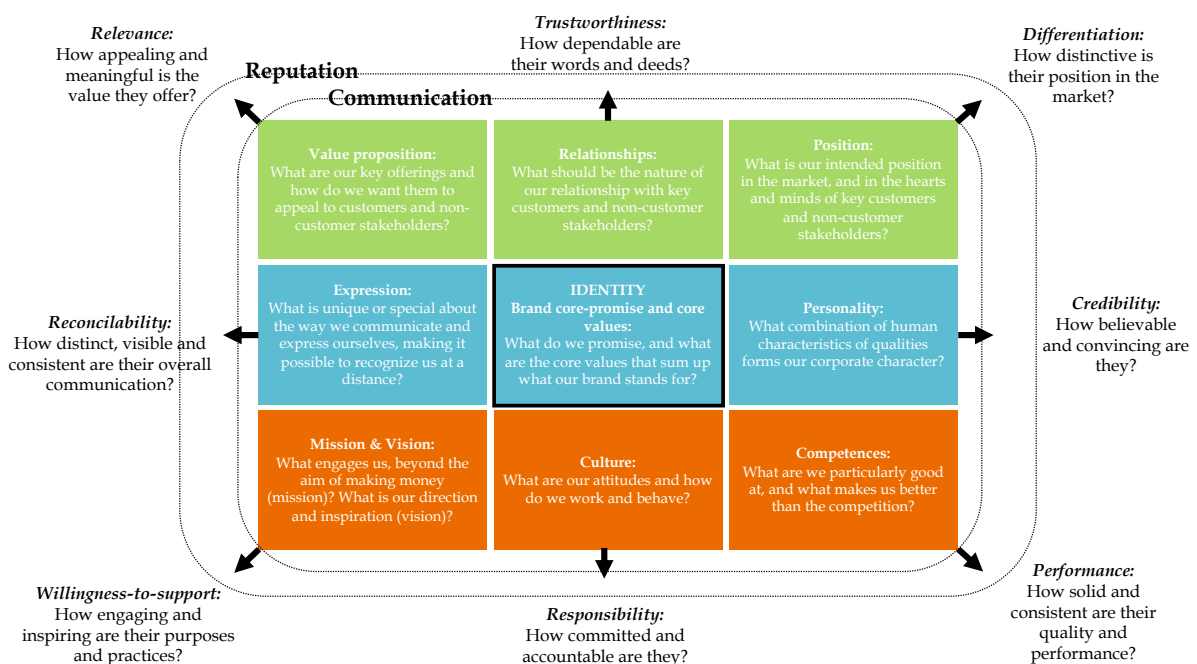 Relevance:
How appealing and
meaningful is the
value they offer?
Trustworthiness:
How dependable are
their words and deeds?
Differentiation:
How distinctive is
their position in the
market?
Reputation
Communication
Value proposition:
What are our key offerings and
how do we want them to
appeal to customers and non-
customer stakeholders?
Relationships:
What should be the nature of
our relationship with key
customers and non-customer
stakeholders?
Position:
What is our intended position
in the market, and in the hearts
and minds of key customers
and non-customer
stakeholders?
Reconcilability:
How distinct, visible and
consistent are their overall
communication?
Expression:
What is unique or special about
the way we communicate and
express ourselves, making it
possible to recognize us at a
distance?
IDENTITY
Brand core-promise and core
values:
What do we promise, and what
are the core values that sum up
what our brand stands for?
Personality:
What combination of human
characteristics of qualities
forms our corporate character?
Credibility:
How believable
and convincing are
they?
Mission & Vision:
What engages us, beyond the
aim of making money
(mission)? What is our direction
and inspiration (vision)?
Culture:
What are our attitudes and how
do we work and behave?
Competences:
What are we particularly good
at, and what makes us better
than the competition?
Willingness-to-support:
How engaging and
inspiring are their purposes
and practices?
Responsibility:
How committed and
accountable are they?
Performance:
How solid and
consistent are their
quality and
performance?